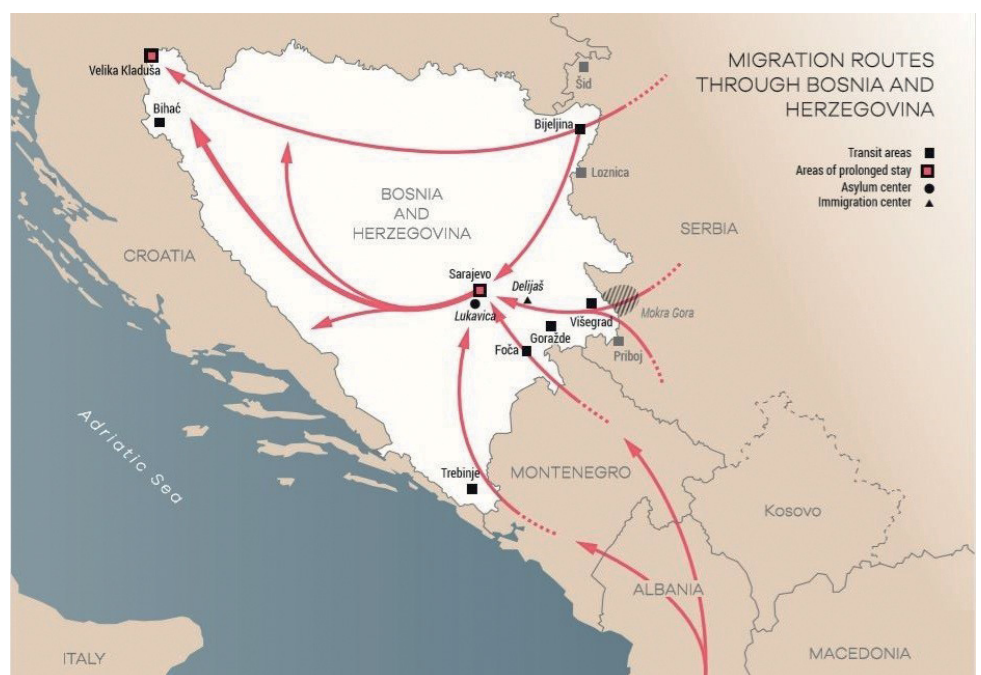 MIGRATION ROUTES
THROUGH BOSNIA AND
HERZEGOVINA
Transit areas
Areas of prolonged stay
Asylum center
Immigration center
Velika Kladuša
Bihać
Šid
Bijeljina
Loznica
BOSNIA
AND
HERZEGOVINA
CROATIA
SERBIA
Sarajevo
Delijaš
Lukavica
Višegrad
Mokra Gora
Goražde
Foča
Priboj
Adriatic Sea
Trebinje
MONTENEGRO
Kosovo
ALBANIA
ITALY
MACEDONIA